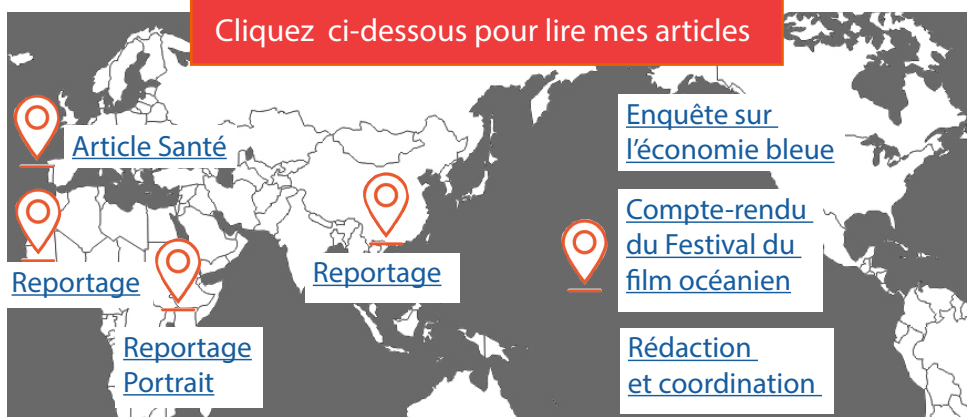 Cliquez ci-dessous pour lire mes articles
Article Santé
Reportage
Reportage
Portrait
Reportage
Enquête sur
l’économie bleue
Compte-rendu
du Festival du
film océanien
Rédaction
et coordination